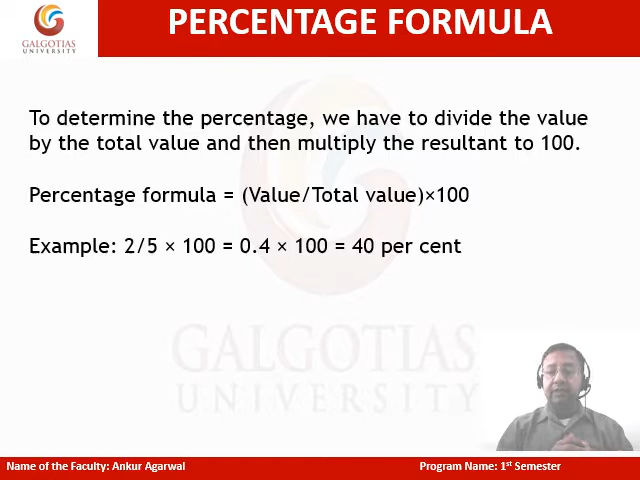 PERCENTAGE FORMULA
GALGOTIAS
UNIVERSITY
To determine the percentage, we have to divide the value
by the total value and then multiply the resultant to 100.
Percentage formula = (Value/Total value)×100
Example: 2/5 × 100 = 0.4 × 100 = 40 per cent
GALGOTIAS
UNIVERSITY
Name of the Faculty: Ankur Agarwal
Program Name: 1st Semester